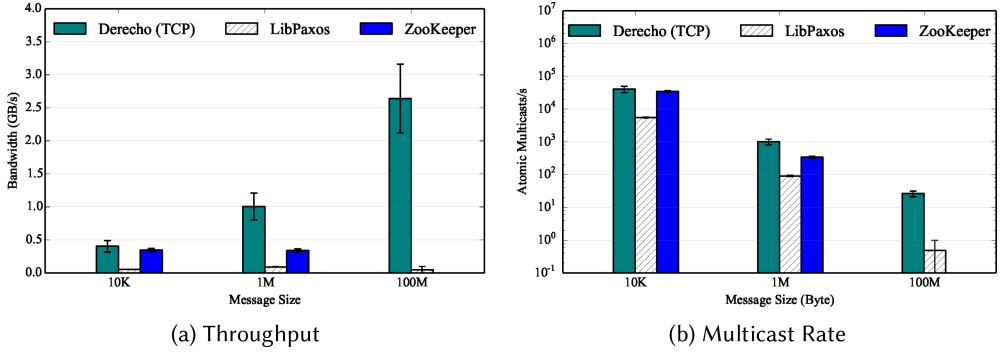 4.0
3.5
3.0
2.5
2.0
1.5
1.0
0.5
0.0
Bandwidth (GB/s)
Derecho (TCP) LibPaxos ZooKeeper
10K 1M 100M
Message Size
(a) Throughput
10^7
10^6
10^5
10^4
10^3
10^2
10^1
10^0
10^-1
Atomic Multicasts/s
Derecho (TCP) LibPaxos ZooKeeper
10K 1M 100M
Message Size (Byte)
(b) Multicast Rate